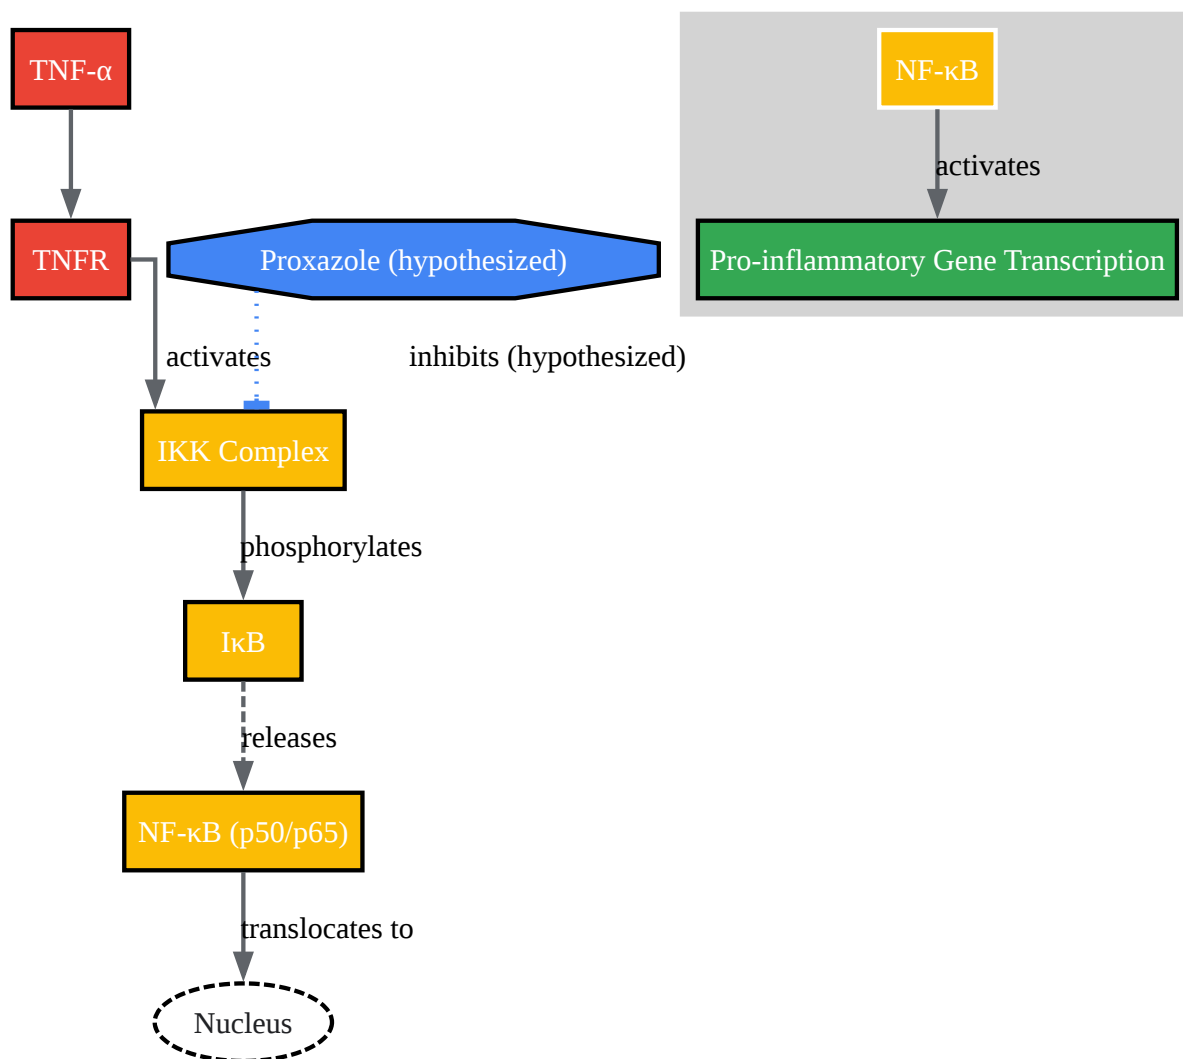 TNF-α
NF-κB
activates
TNFR
Proxazole (hypothesized)
Pro-inflammatory Gene Transcription
activates
inhibits (hypothesized)
IKK Complex
phosphorylates
IκB
releases
NF-κB (p50/p65)
translocates to
Nucleus